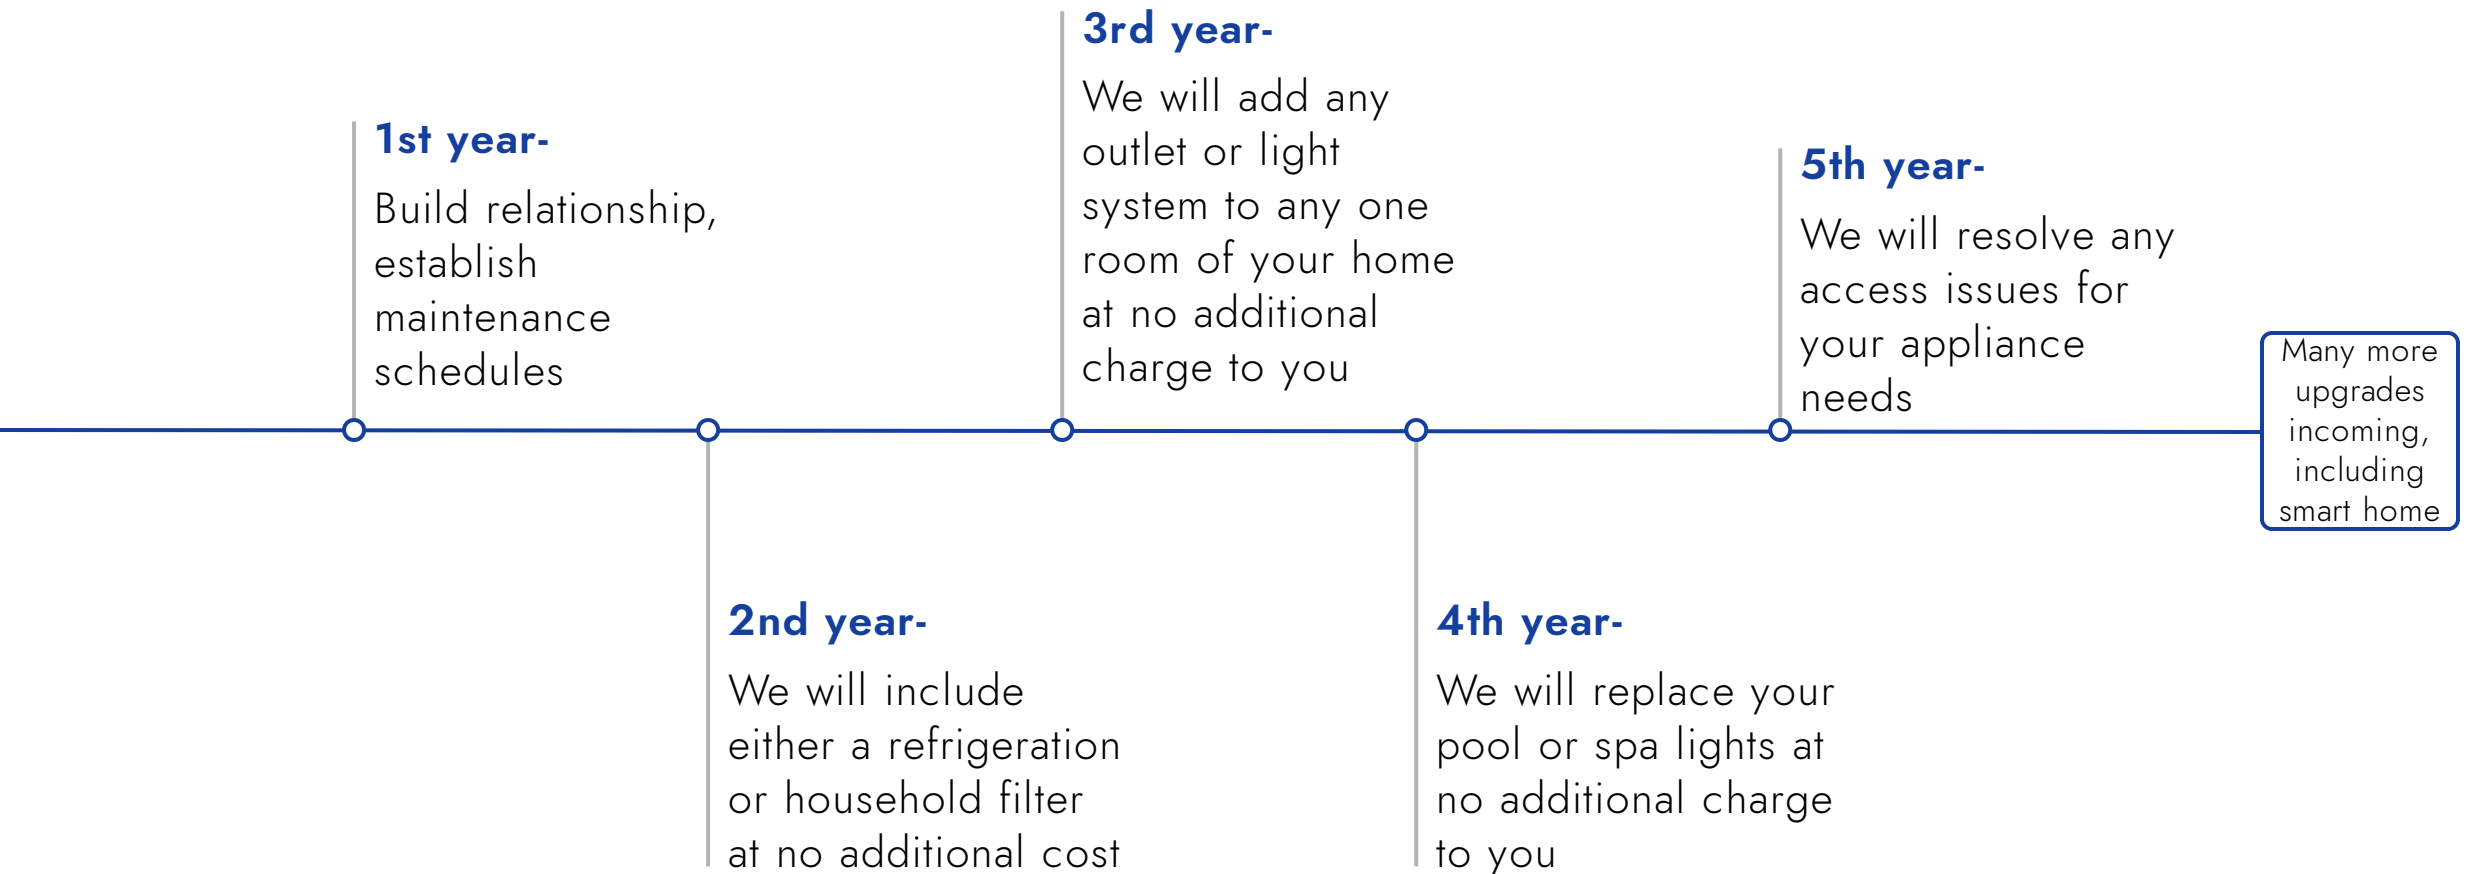 1st year-
Build relationship,
establish
maintenance
schedules
2nd year-
We will include
either a refrigeration
or household filter
at no additional cost
3rd year-
We will add any
outlet or light
system to any one
room of your home
at no additional
charge to you
4th year-
We will replace your
pool or spa lights at
no additional charge
to you
5th year-
We will resolve any
access issues for
your appliance
needs
Many more
upgrades
incoming,
including
smart home